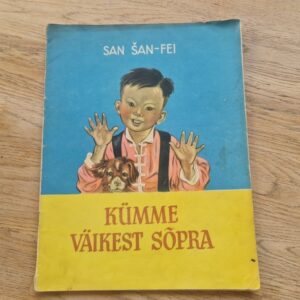 SAN ŠAN-FEI
KÜMME
VÄIKEST SÕPRA